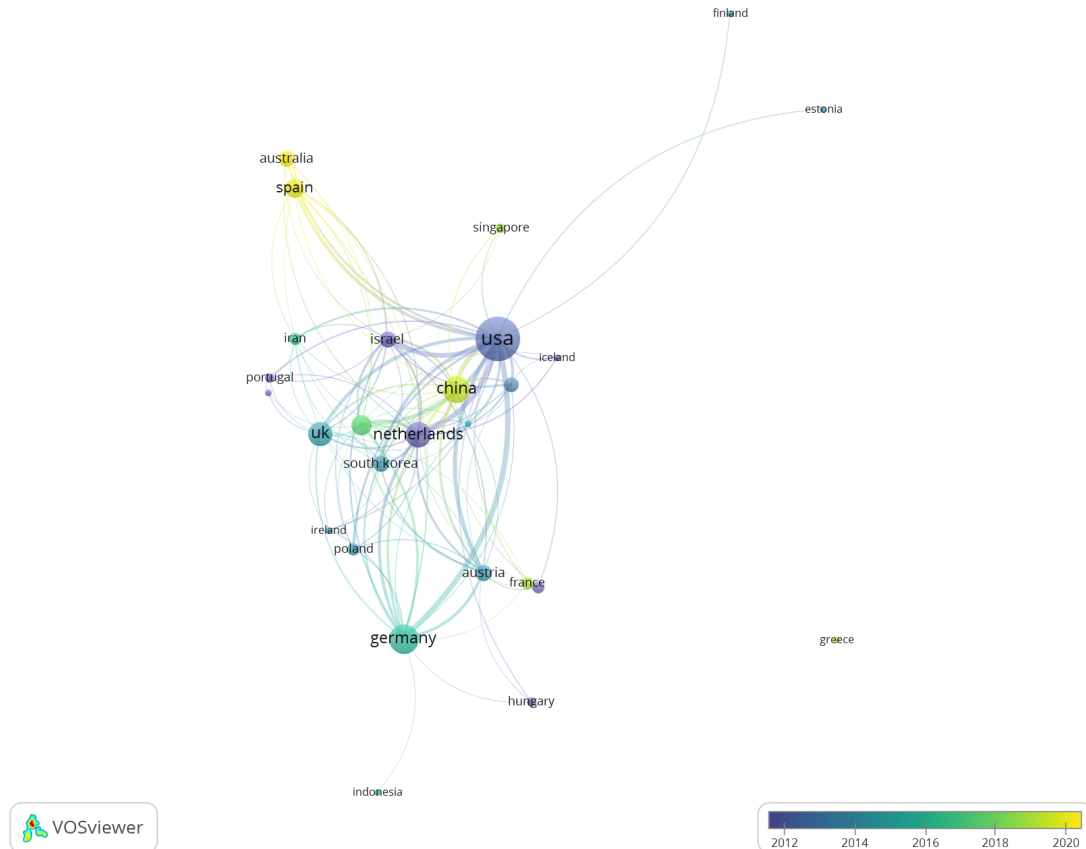 finland
estonia
australia
spain
singapore
usa
iran
israel
iceland
portugal
china
uk
netherlands
south korea
ireland
poland
austria
france
germany
greece
hungary
indonesia
VOSviewer
2012 2014 2016 2018 2020